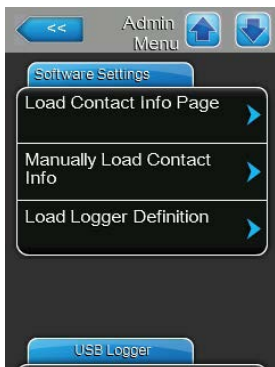 <<
Admin
Menu
Software Settings
Load Contact Info Page
Manually Load Contact
Info
Load Logger Definition
USB Logger